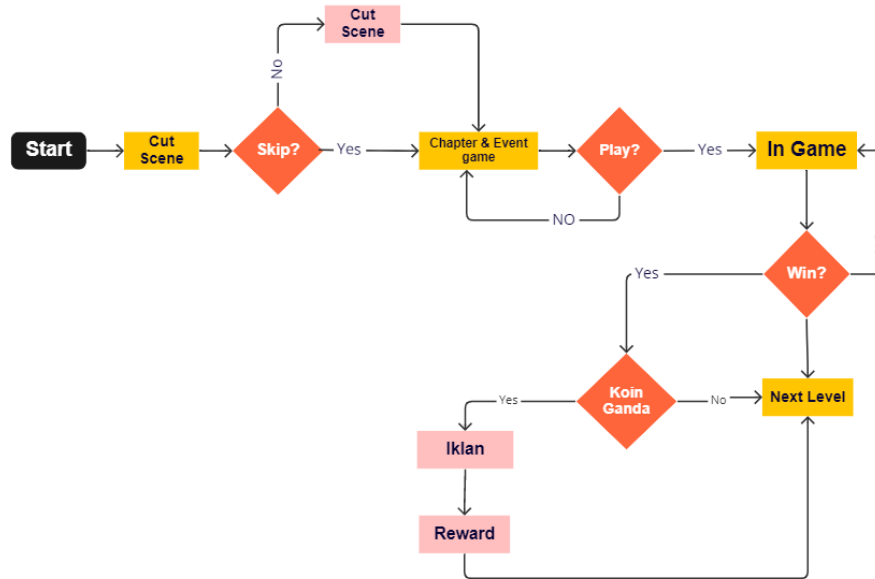 Cut
Scene
No
Start
Cut
Scene
Skip?
Yes
Chapter & Event
game
Play?
Yes
In Game
NO
Yes
Win?
Koin
Ganda
Yes
No
Next Level
Iklan
Reward